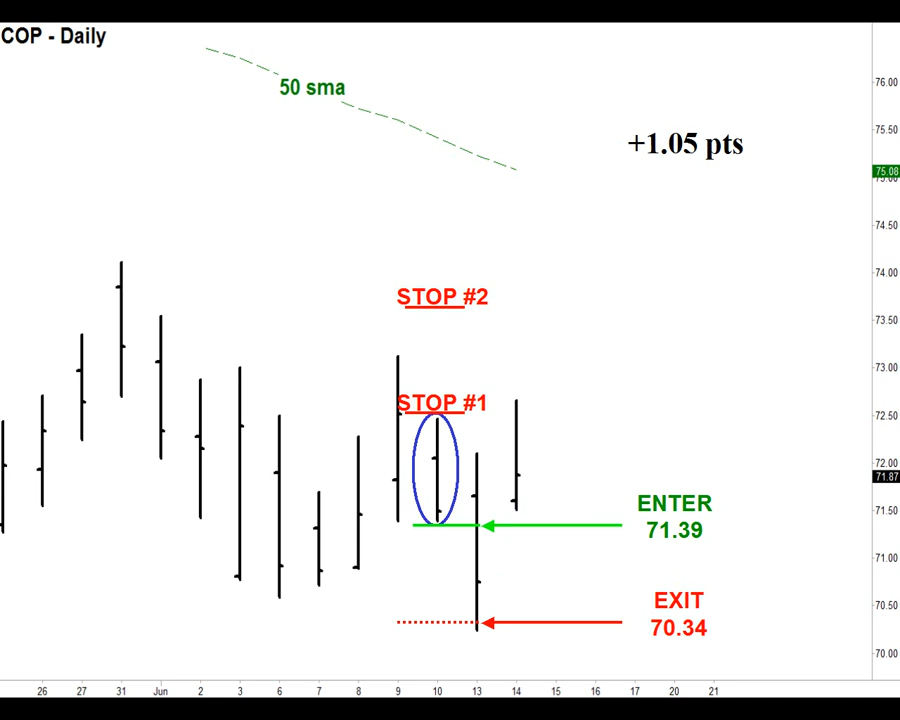 COP - Daily
50 sma
+1.05 pts
76.00
75.50
75.08
75.00
74.50
74.00
73.50
73.00
72.50
72.00
71.87
71.50
71.00
70.50
70.00
STOP #2
STOP #1
ENTER
71.39
EXIT
70.34
26 27 31 Jun 2 3 6 7 8 9 10 13 14 15 16 17 20 21